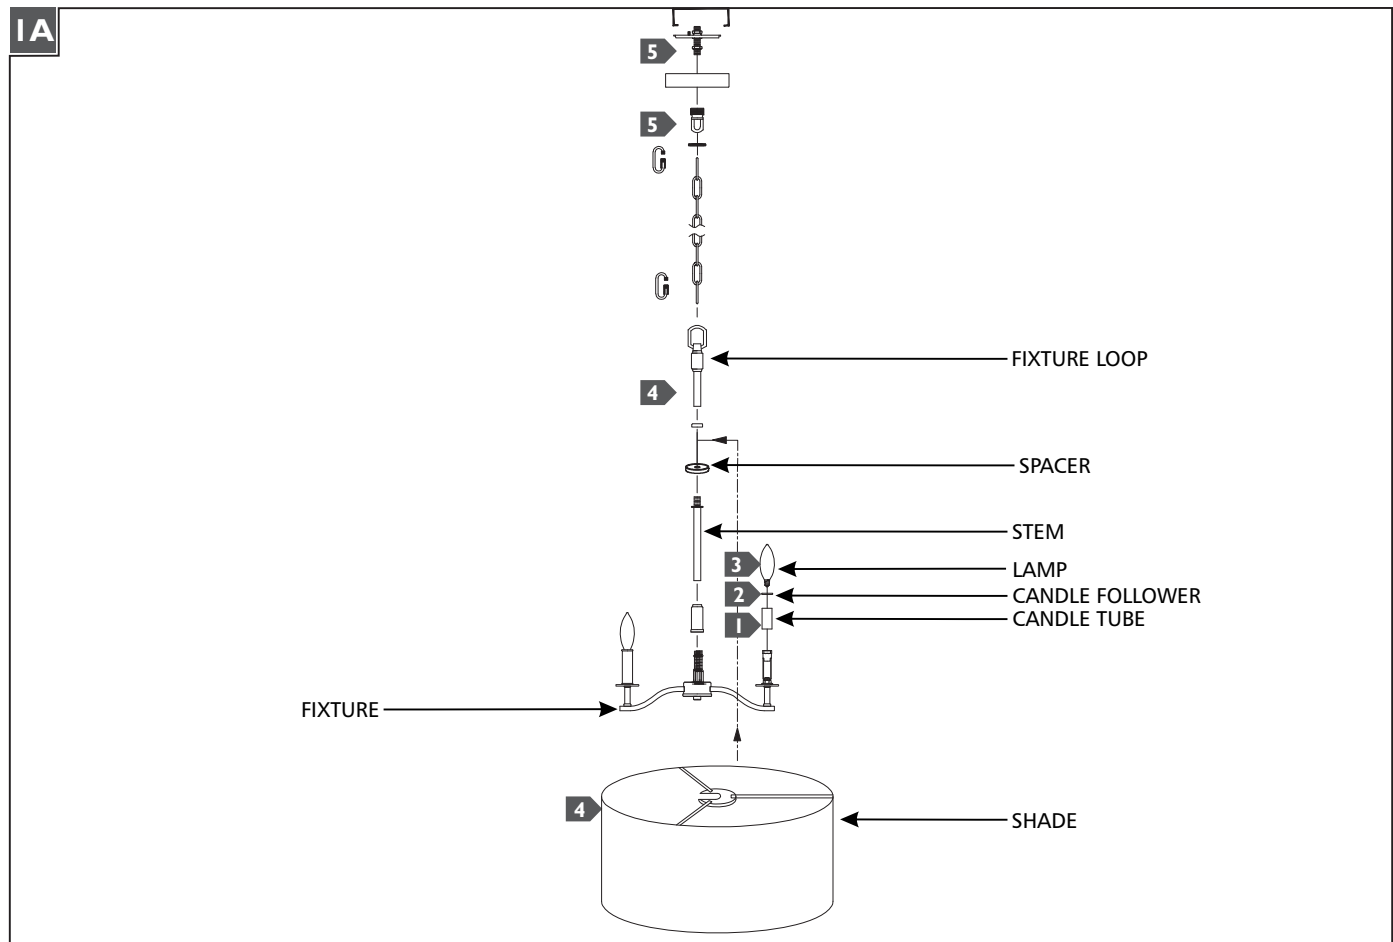 1A
5
5
FIXTURE LOOP
4
SPACER
STEM
3
LAMP
2
CANDLE FOLLOWER
1
CANDLE TUBE
FIXTURE
4
SHADE